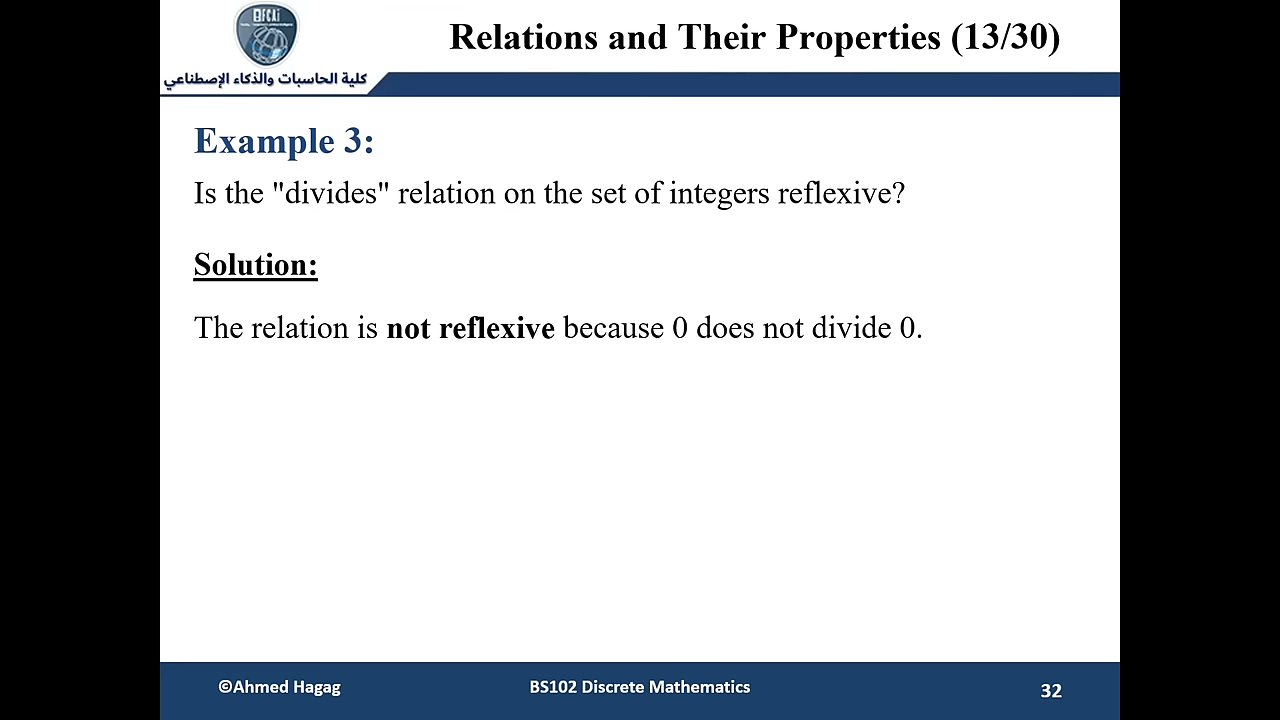 BFCAi
Relations and Their Properties (13/30)
كلية الحاسبات والذكاء الإصطناعي
Example 3:
Is the "divides" relation on the set of integers reflexive?
Solution:
The relation is not reflexive because 0 does not divide 0.
©Ahmed Hagag
BS102 Discrete Mathematics
32